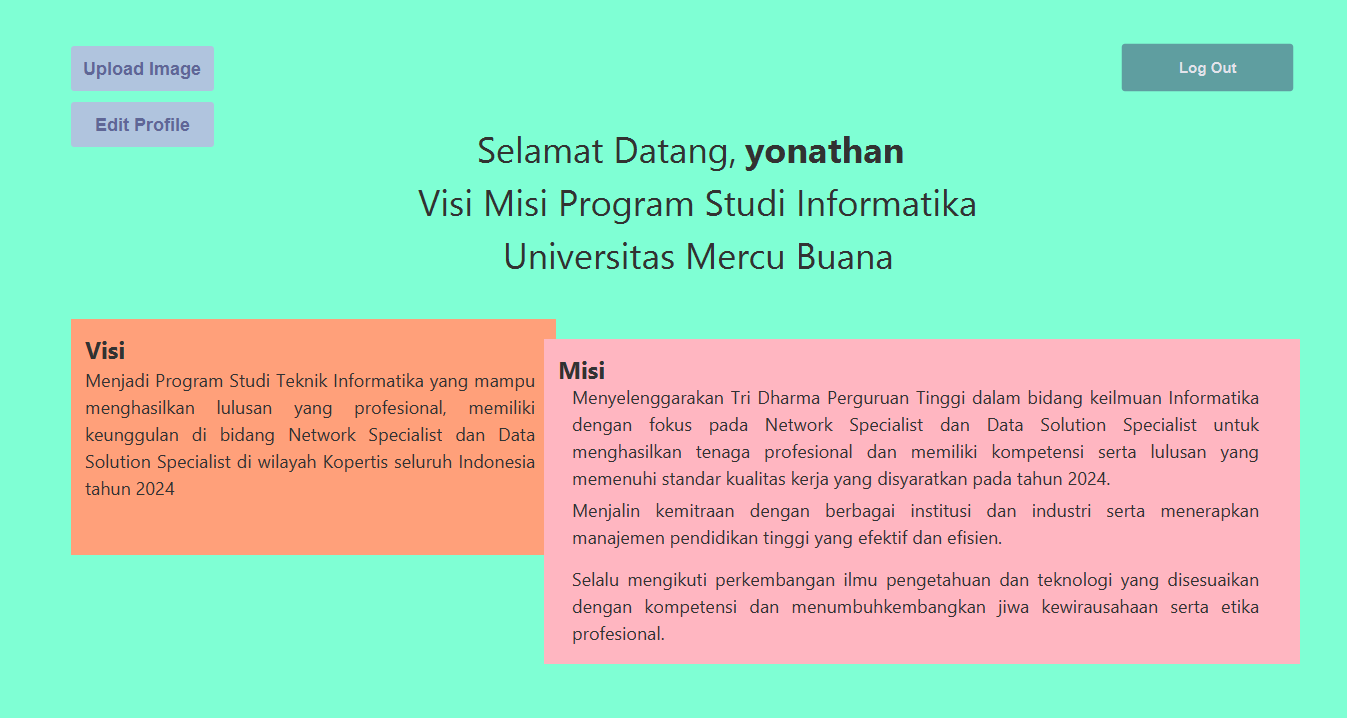 Upload Image
Log Out
Edit Profile
Selamat Datang, yonathan
Visi Misi Program Studi Informatika
Universitas Mercu Buana
Visi
Menjadi Program Studi Teknik Informatika yang mampu
menghasilkan lulusan yang profesional, memiliki
keunggulan di bidang Network Specialist dan Data
Solution Specialist di wilayah Kopertis seluruh Indonesia
tahun 2024
Misi
Menyelenggarakan Tri Dharma Perguruan Tinggi dalam bidang keilmuan Informatika
dengan fokus pada Network Specialist dan Data Solution Specialist untuk
menghasilkan tenaga profesional dan memiliki kompetensi serta lulusan yang
memenuhi standar kualitas kerja yang disyaratkan pada tahun 2024.
Menjalin kemitraan dengan berbagai institusi dan industri serta menerapkan
manajemen pendidikan tinggi yang efektif dan efisien.
Selalu mengikuti perkembangan ilmu pengetahuan dan teknologi yang disesuaikan
dengan kompetensi dan menumbuhkembangkan jiwa kewirausahaan serta etika
profesional.